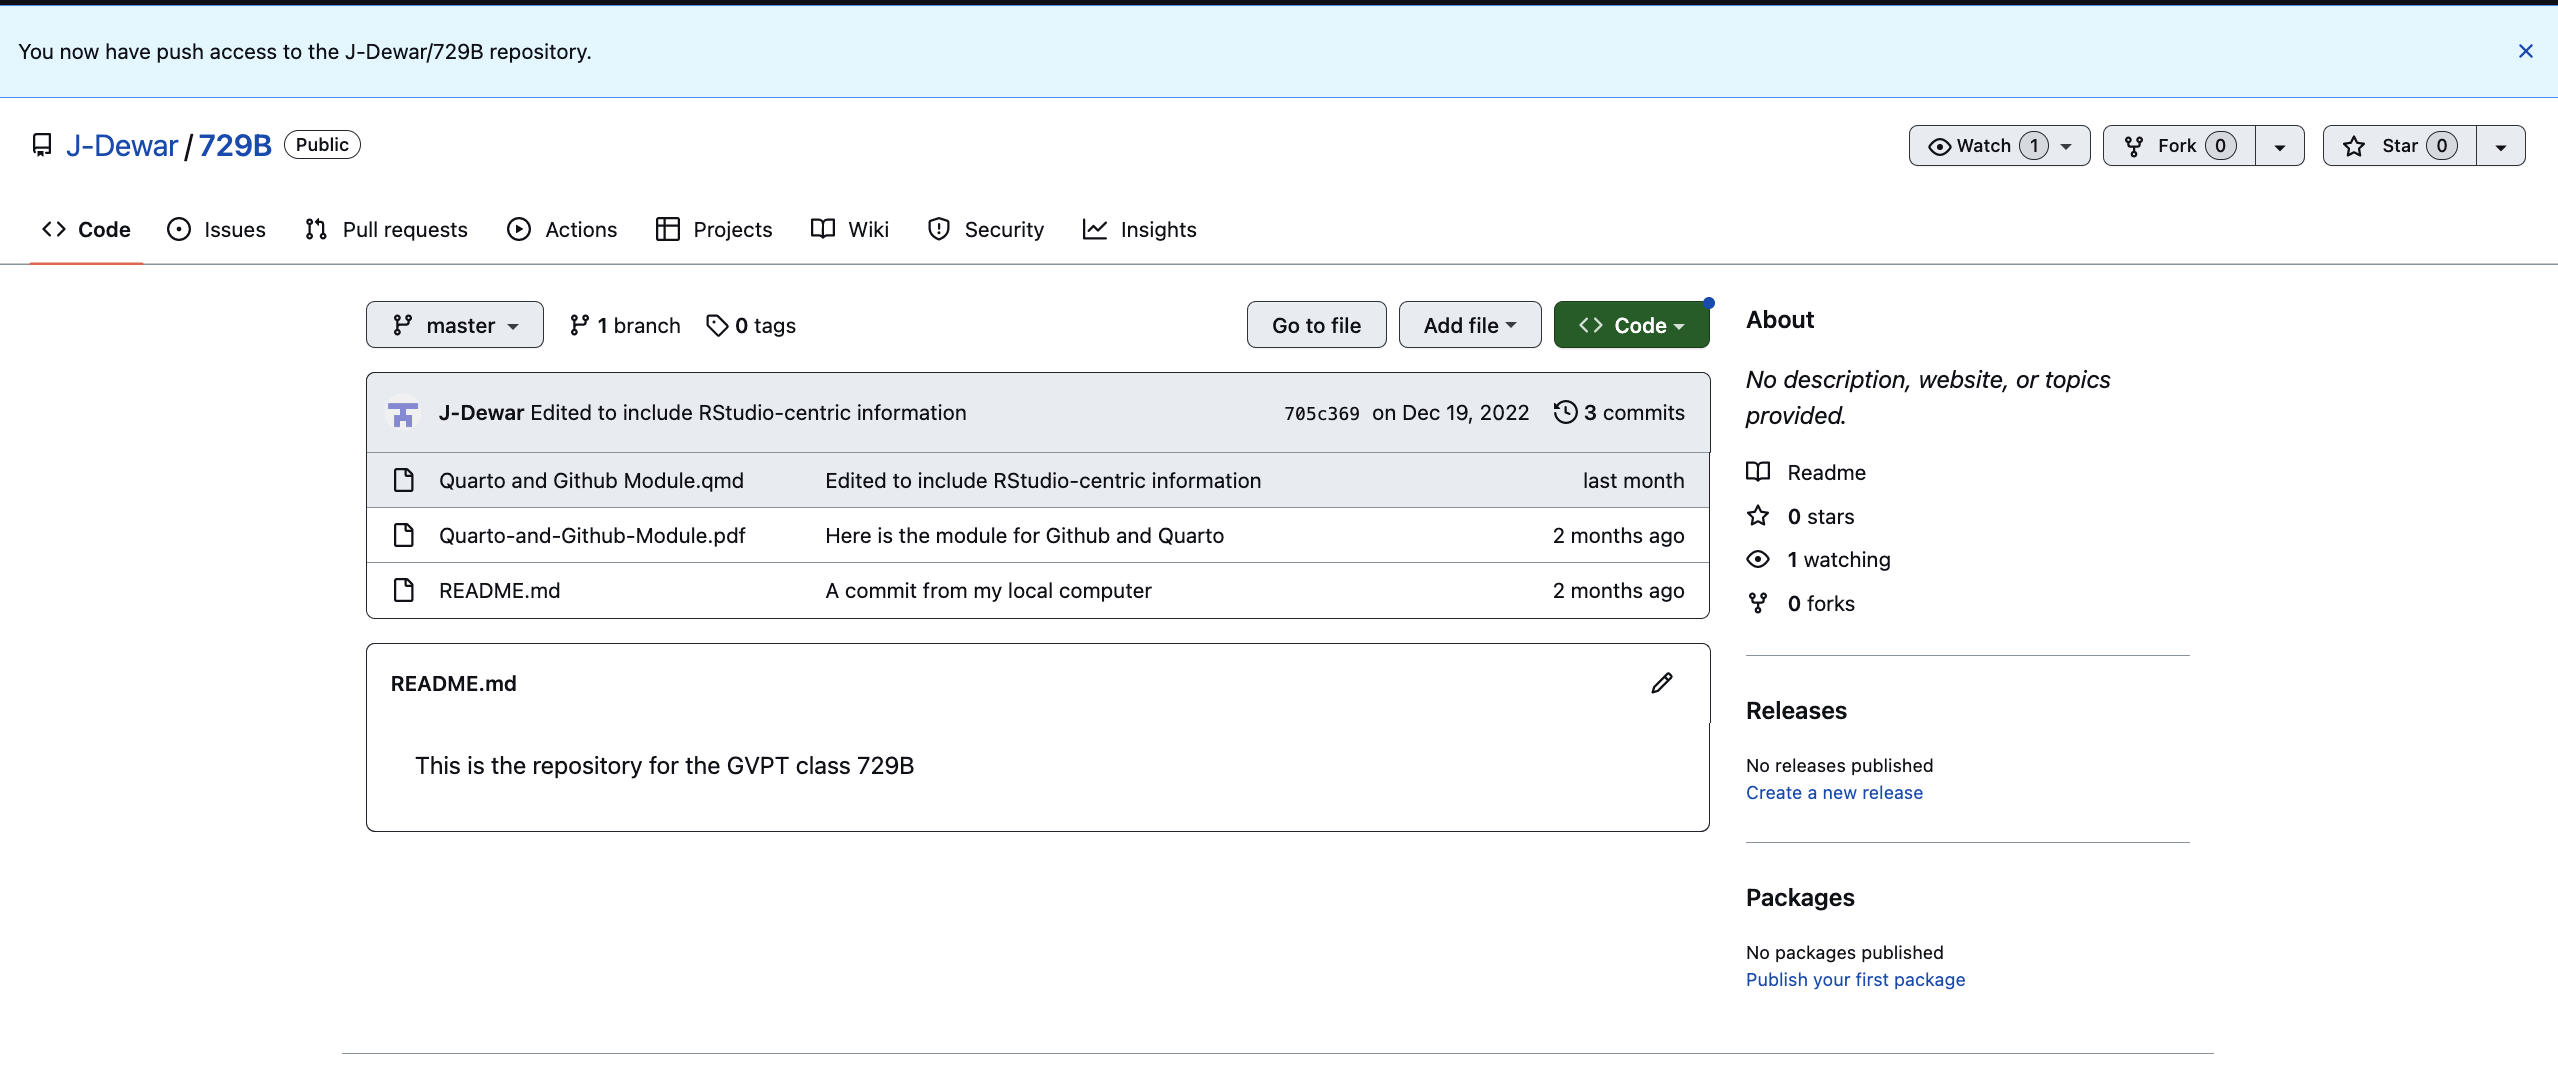 You now have push access to the J-Dewar/729B repository.
J-Dewar / 729B Public
Watch 1 Fork 0 Star 0
Code Issues Pull requests Actions Projects Wiki Security Insights
master 1 branch 0 tags Go to file Add file Code
J-Dewar Edited to include RStudio-centric information 705c369 on Dec 19, 2022 3 commits
Quarto and Github Module.qmd Edited to include RStudio-centric information last month
Quarto-and-Github-Module.pdf Here is the module for Github and Quarto 2 months ago
README.md A commit from my local computer 2 months ago
README.md
This is the repository for the GVPT class 729B
About
No description, website, or topics
provided.
Readme
0 stars
1 watching
0 forks
Releases
No releases published
Create a new release
Packages
No packages published
Publish your first package